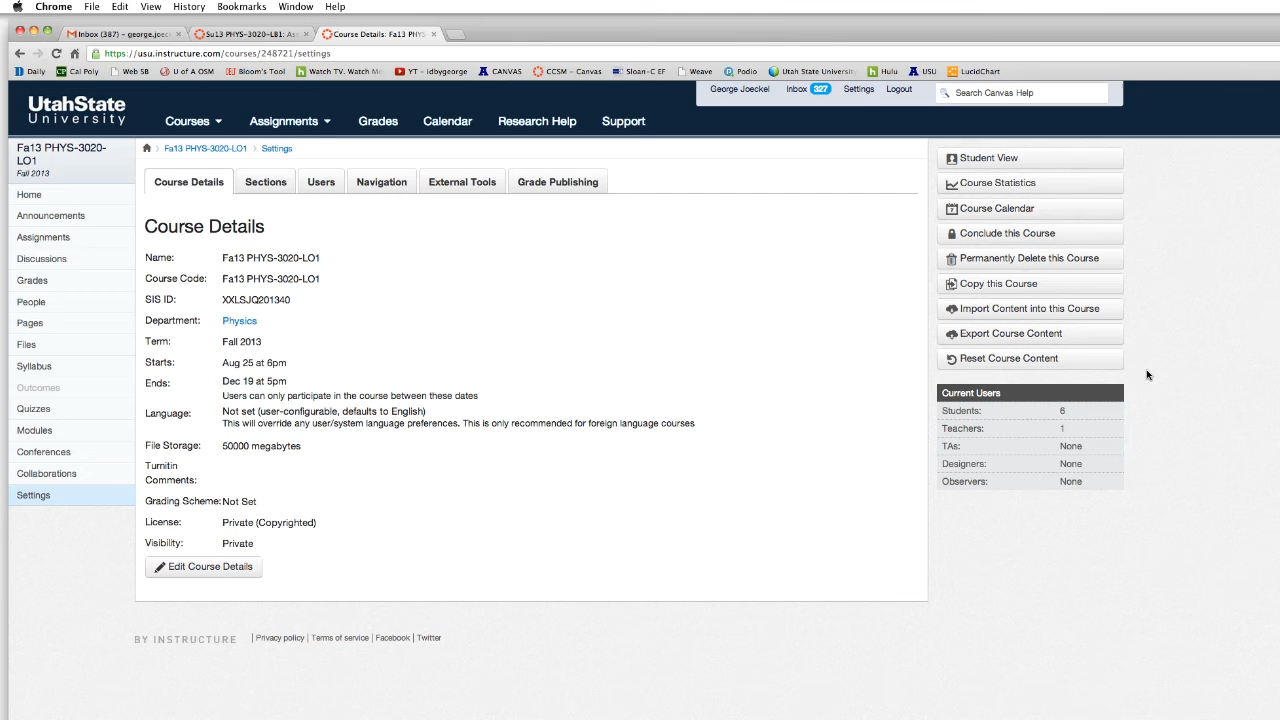 Chrome File Edit View History Bookmarks Window Help
Inbox (387) – george.joeck
Su13 PHYS-3020-LB1: As
Course Details: Fa13 PHYS
https://usu.instructure.com/courses/248721/settings
Daily Cal Poly Web SB U of A OSM Bloom's Tool Watch TV. Watch Mo YT – idbygeorge CANVAS CCSM – Canvas Sloan-C EF Weave Podio Utah State University Hulu USU LucidChart
George Joeckel Inbox 327 Settings Logout Search Canvas Help
UtahState
University
Courses Assignments Grades Calendar Research Help Support
Fa13 PHYS-3020-
LO1
Fall 2013
Home
Announcements
Assignments
Discussions
Grades
People
Pages
Files
Syllabus
Outcomes
Quizzes
Modules
Conferences
Collaborations
Settings
Fa13 PHYS-3020-LO1 Settings
Course Details Sections Users Navigation External Tools Grade Publishing
Course Details
Name: Fa13 PHYS-3020-LO1
Course Code: Fa13 PHYS-3020-LO1
SIS ID: XXLSJQ201340
Department: Physics
Term: Fall 2013
Starts: Aug 25 at 6pm
Ends: Dec 19 at 5pm
Users can only participate in the course between these dates
Language: Not set (user-configurable, defaults to English)
This will override any user/system language preferences. This is only recommended for foreign language courses
File Storage: 50000 megabytes
Turnitin
Comments:
Grading Scheme: Not Set
License: Private (Copyrighted)
Visibility: Private
Edit Course Details
Student View
Course Statistics
Course Calendar
Conclude this Course
Permanently Delete this Course
Copy this Course
Import Content into this Course
Export Course Content
Reset Course Content
Current Users
Students: 6
Teachers: 1
TAs: None
Designers: None
Observers: None
BY INSTRUCTURE | Privacy policy | Terms of service | Facebook | Twitter